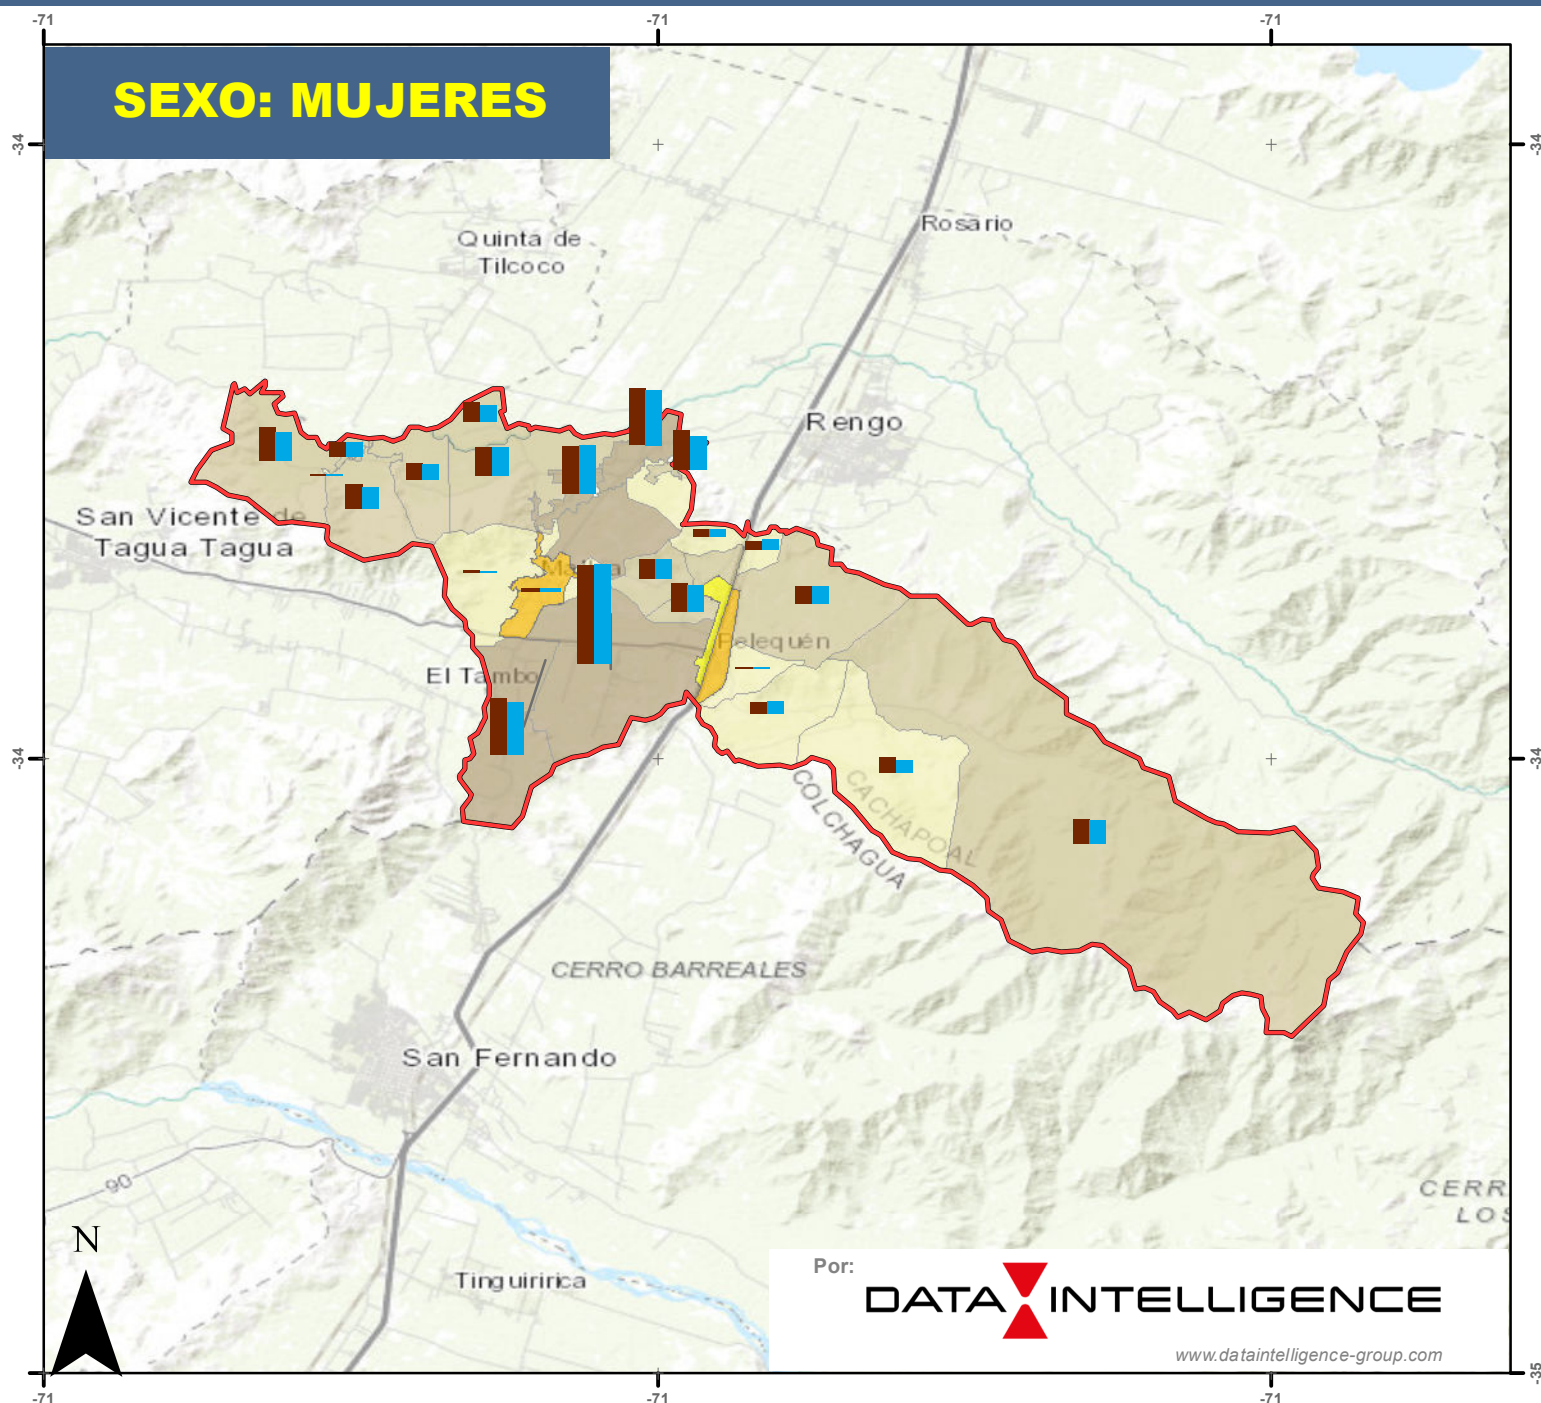 -71
-71
-71
SEXO: MUJERES
-34
-34
Rosario
Quinta de
Tilcoco
Rengo
San Vicente de
Tagua Tagua
Pelequén
El Tambo
-34
-34
CACHAPOAL
COLCHAGUA
CERRO BARREALES
San Fernando
90
CERR
LOS
N
Tinguiririca
Por:
DATA INTELLIGENCE
www.dataintelligence-group.com
-35
-71
-71
-71